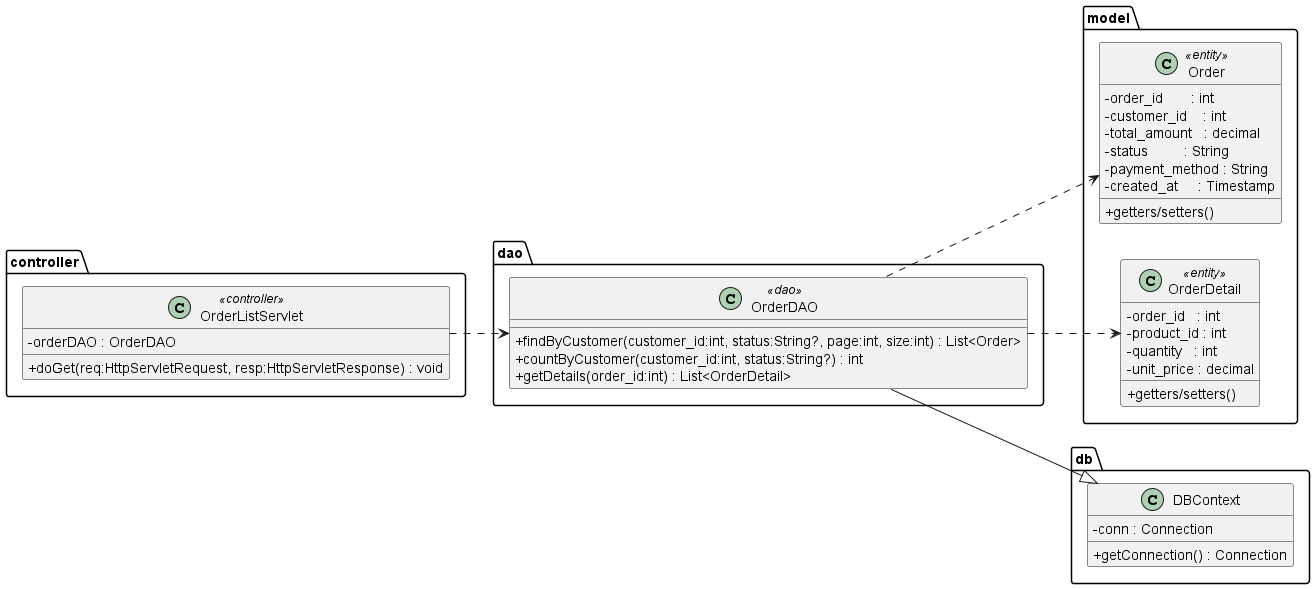 controller
C
«controller»
OrderListServlet
-orderDAO : OrderDAO
+doGet(req:HttpServletRequest, resp:HttpServletResponse) : void
dao
C
«dao»
OrderDAO
+findByCustomer(customer_id:int, status:String?, page:int, size:int) : List<Order>
+countByCustomer(customer_id:int, status:String?) : int
+getDetails(order_id:int) : List<OrderDetail>
model
C
«entity»
Order
-order_id : int
-customer_id : int
-total_amount : decimal
-status : String
-payment_method : String
-created_at : Timestamp
+getters/setters()
C
«entity»
OrderDetail
-order_id : int
-product_id : int
-quantity : int
-unit_price : decimal
+getters/setters()
db
C
DBContext
-conn : Connection
+getConnection() : Connection